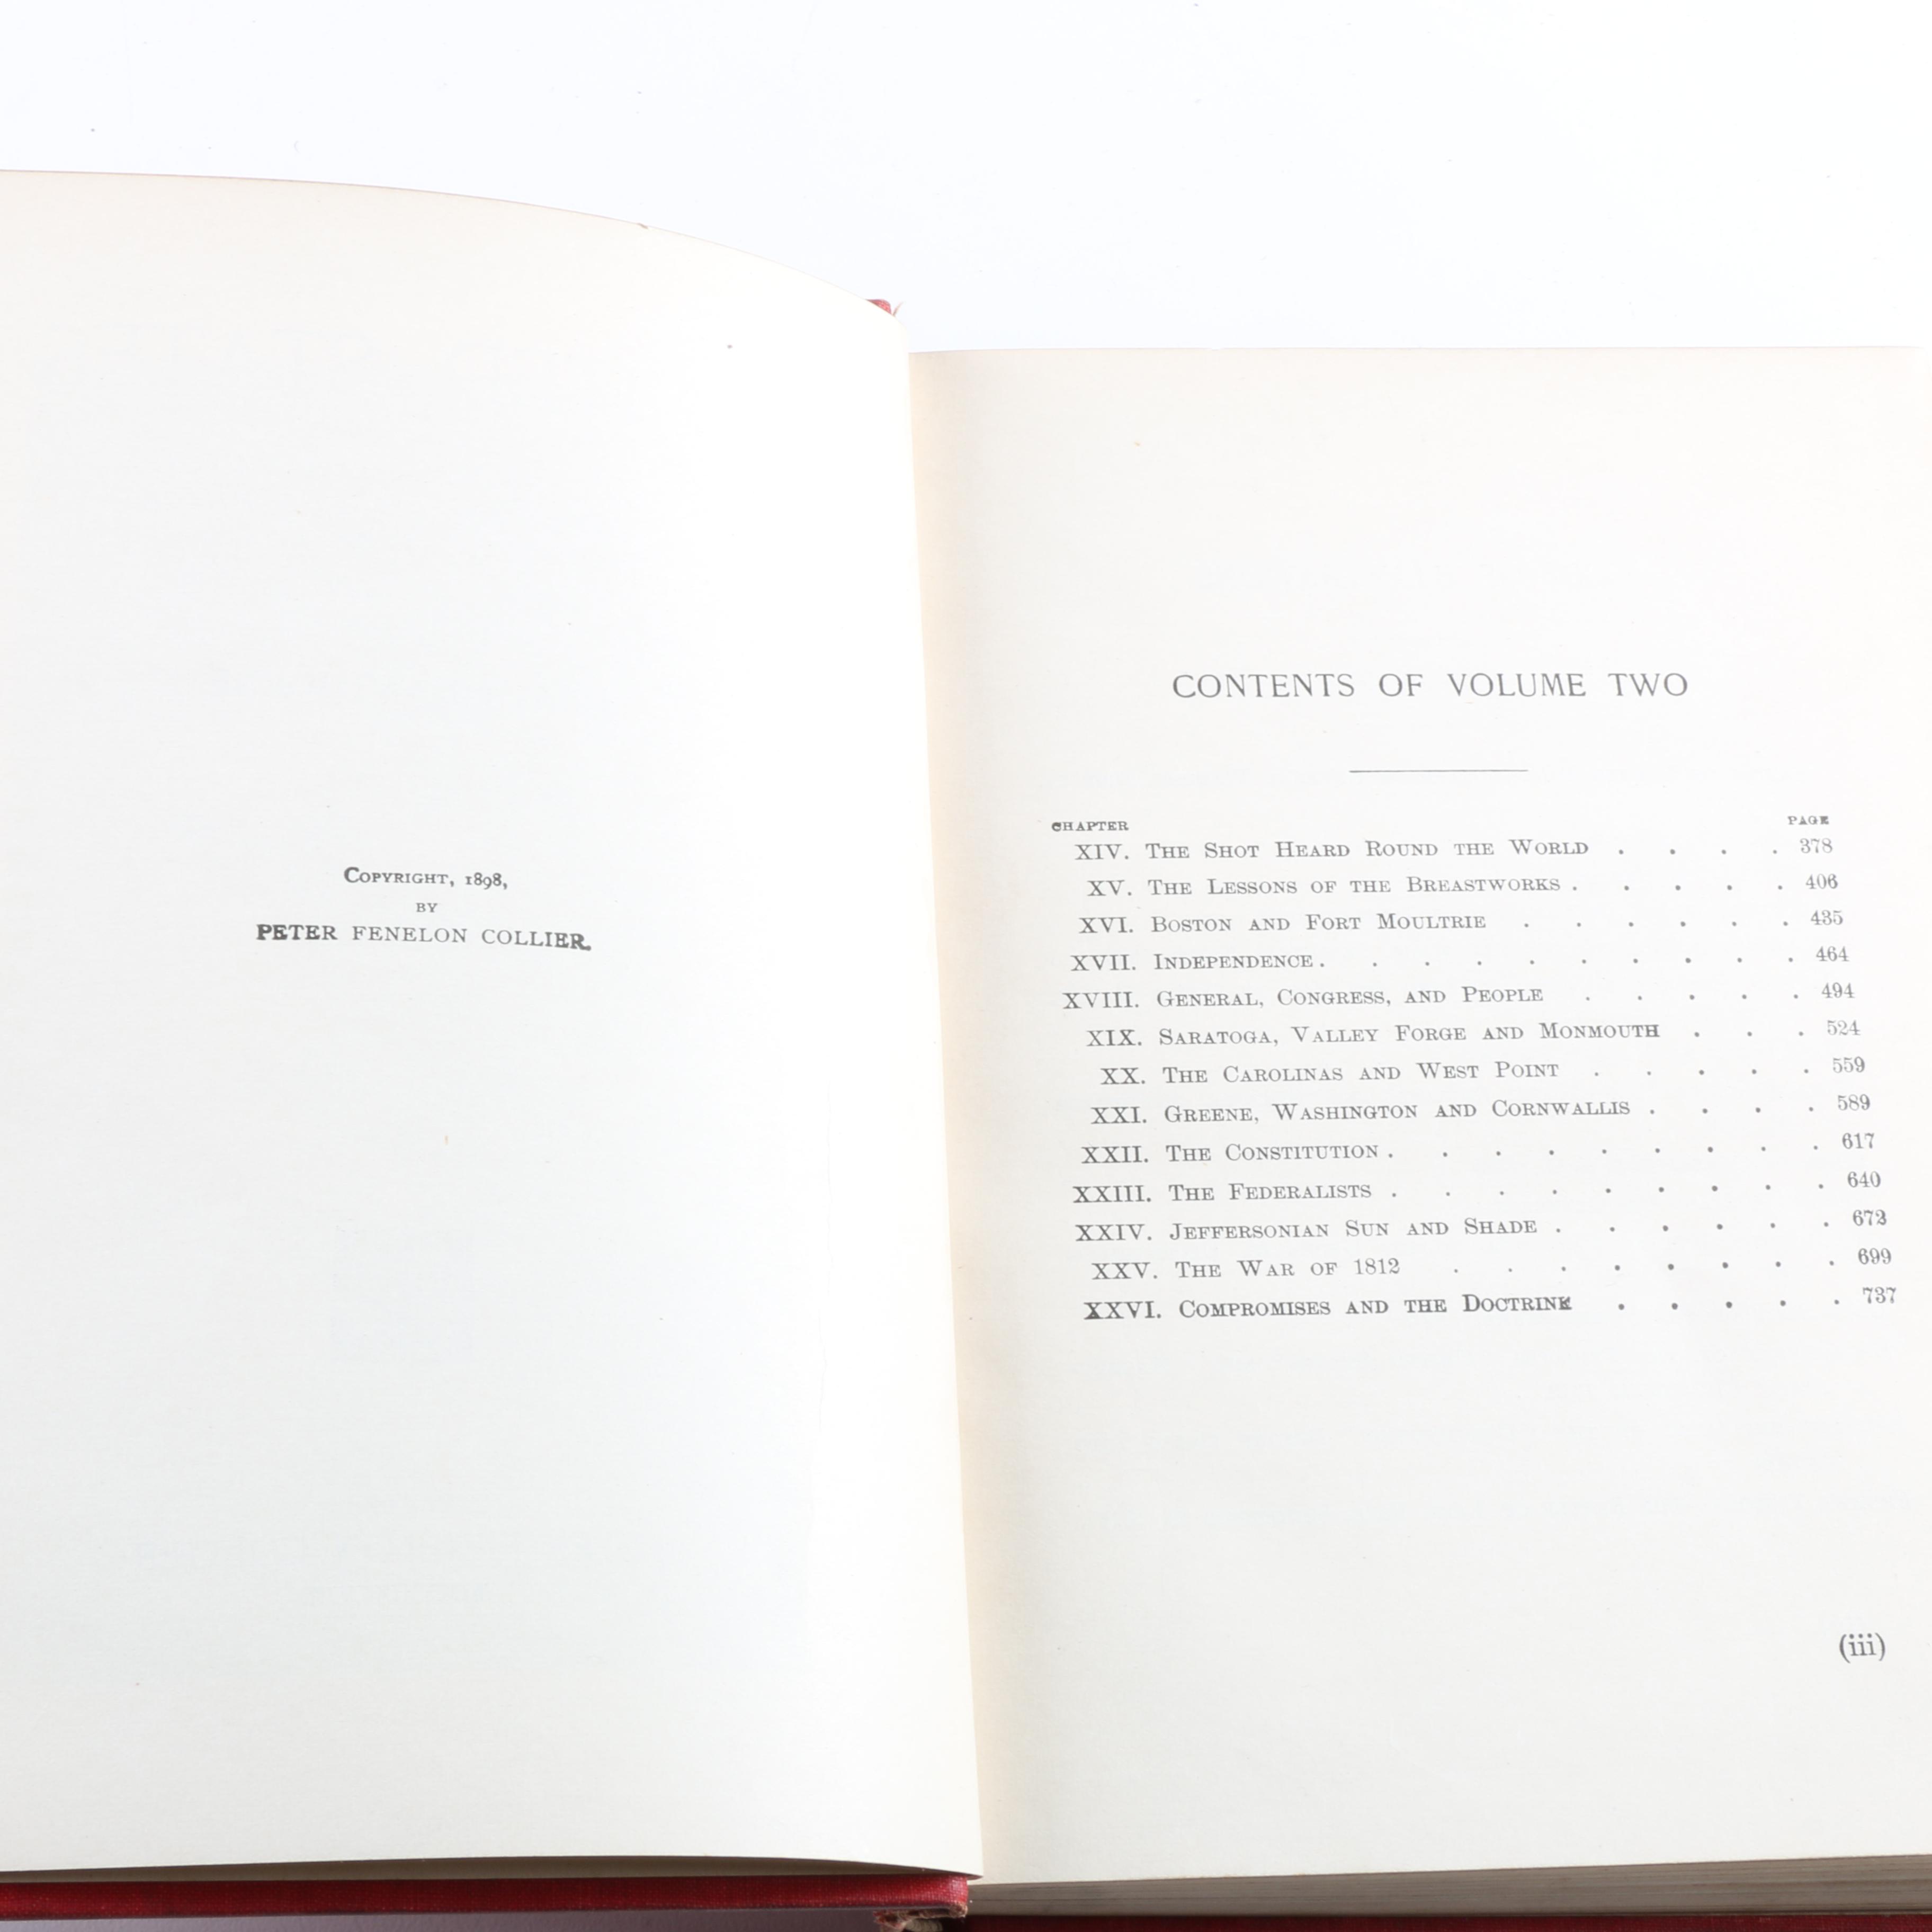 Copyright, 1898,
BY
PETER FENELON COLLIER.
CONTENTS OF VOLUME TWO
CHAPTER PAGE
XIV. The Shot Heard Round the World . . . . 378
XV. The Lessons of the Breastworks . . . . . 406
XVI. Boston and Fort Moultrie . . . . . . 435
XVII. Independence . . . . . . . . . . 464
XVIII. General, Congress, and People . . . . . 494
XIX. Saratoga, Valley Forge and Monmouth . . . 524
XX. The Carolinas and West Point . . . . . 559
XXI. Greene, Washington and Cornwallis . . . . 589
XXII. The Constitution . . . . . . . . . 617
XXIII. The Federalists . . . . . . . . . 640
XXIV. Jeffersonian Sun and Shade . . . . . . 672
XXV. The War of 1812 . . . . . . . . 699
XXVI. Compromises and the Doctrine . . . . . 737
(iii)